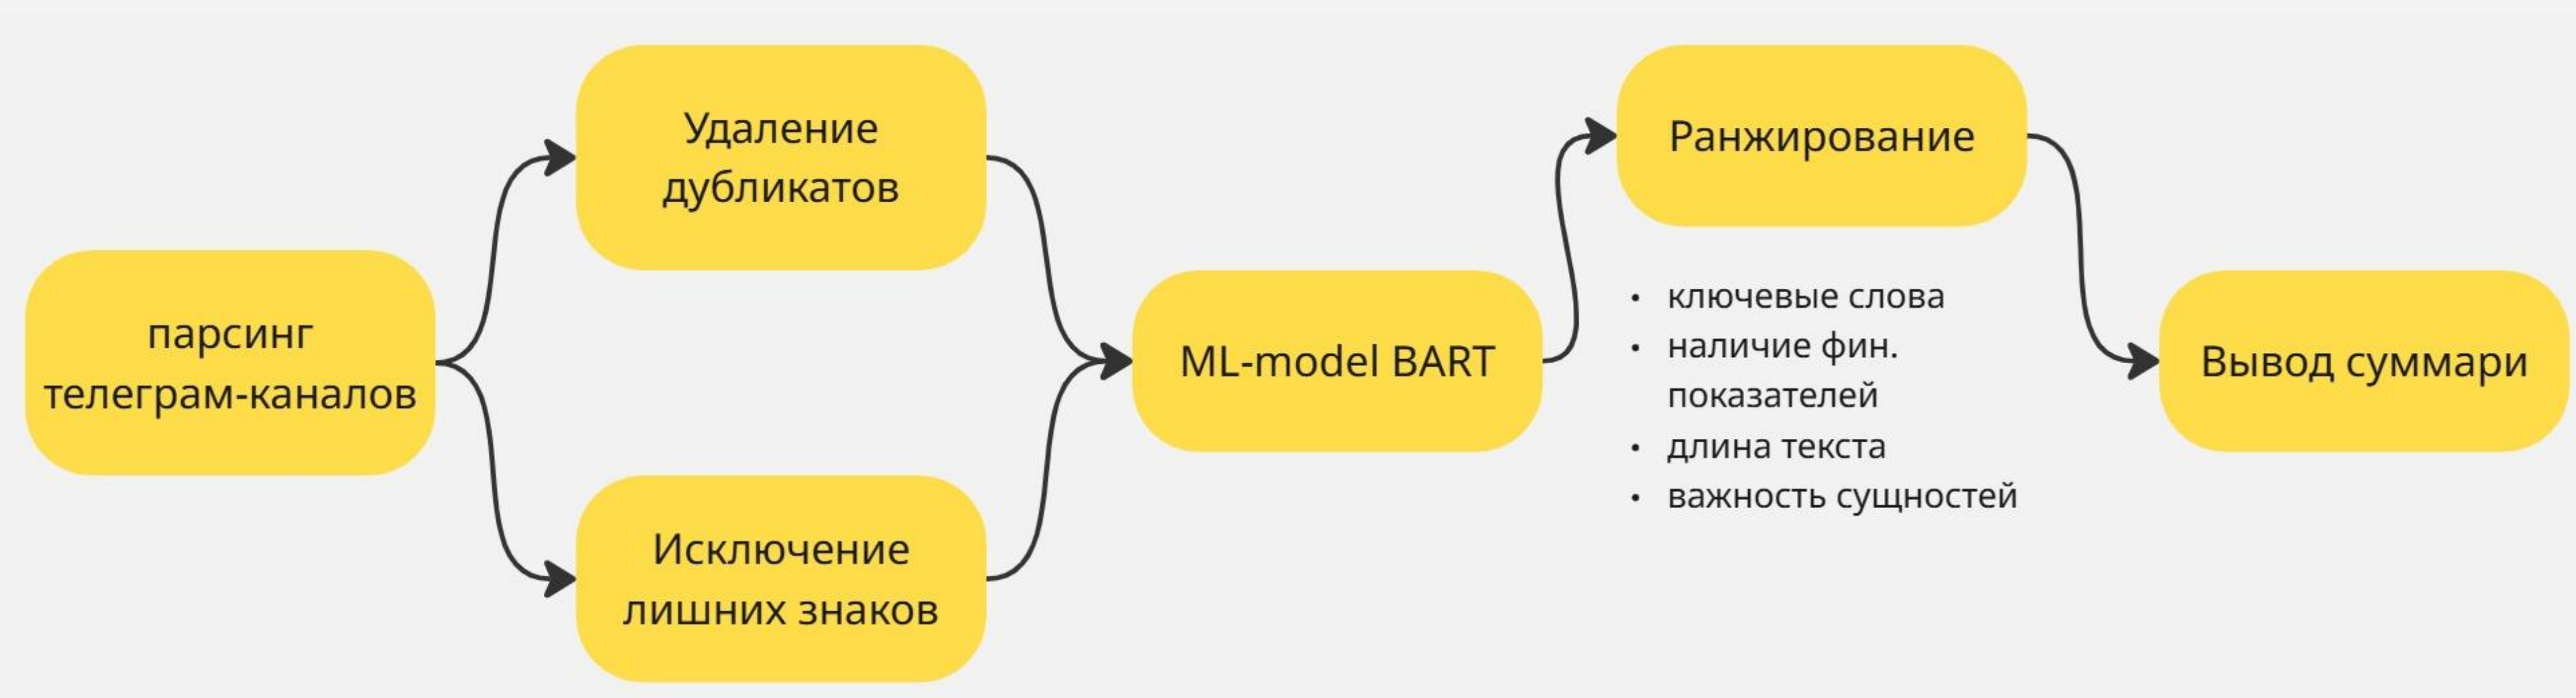 парсинг
телеграм-каналов
Удаление
дубликатов
Исключение
лишних знаков
ML-model BART
Ранжирование
• ключевые слова
• наличие фин.
показателей
• длина текста
• важность сущностей
Вывод суммари